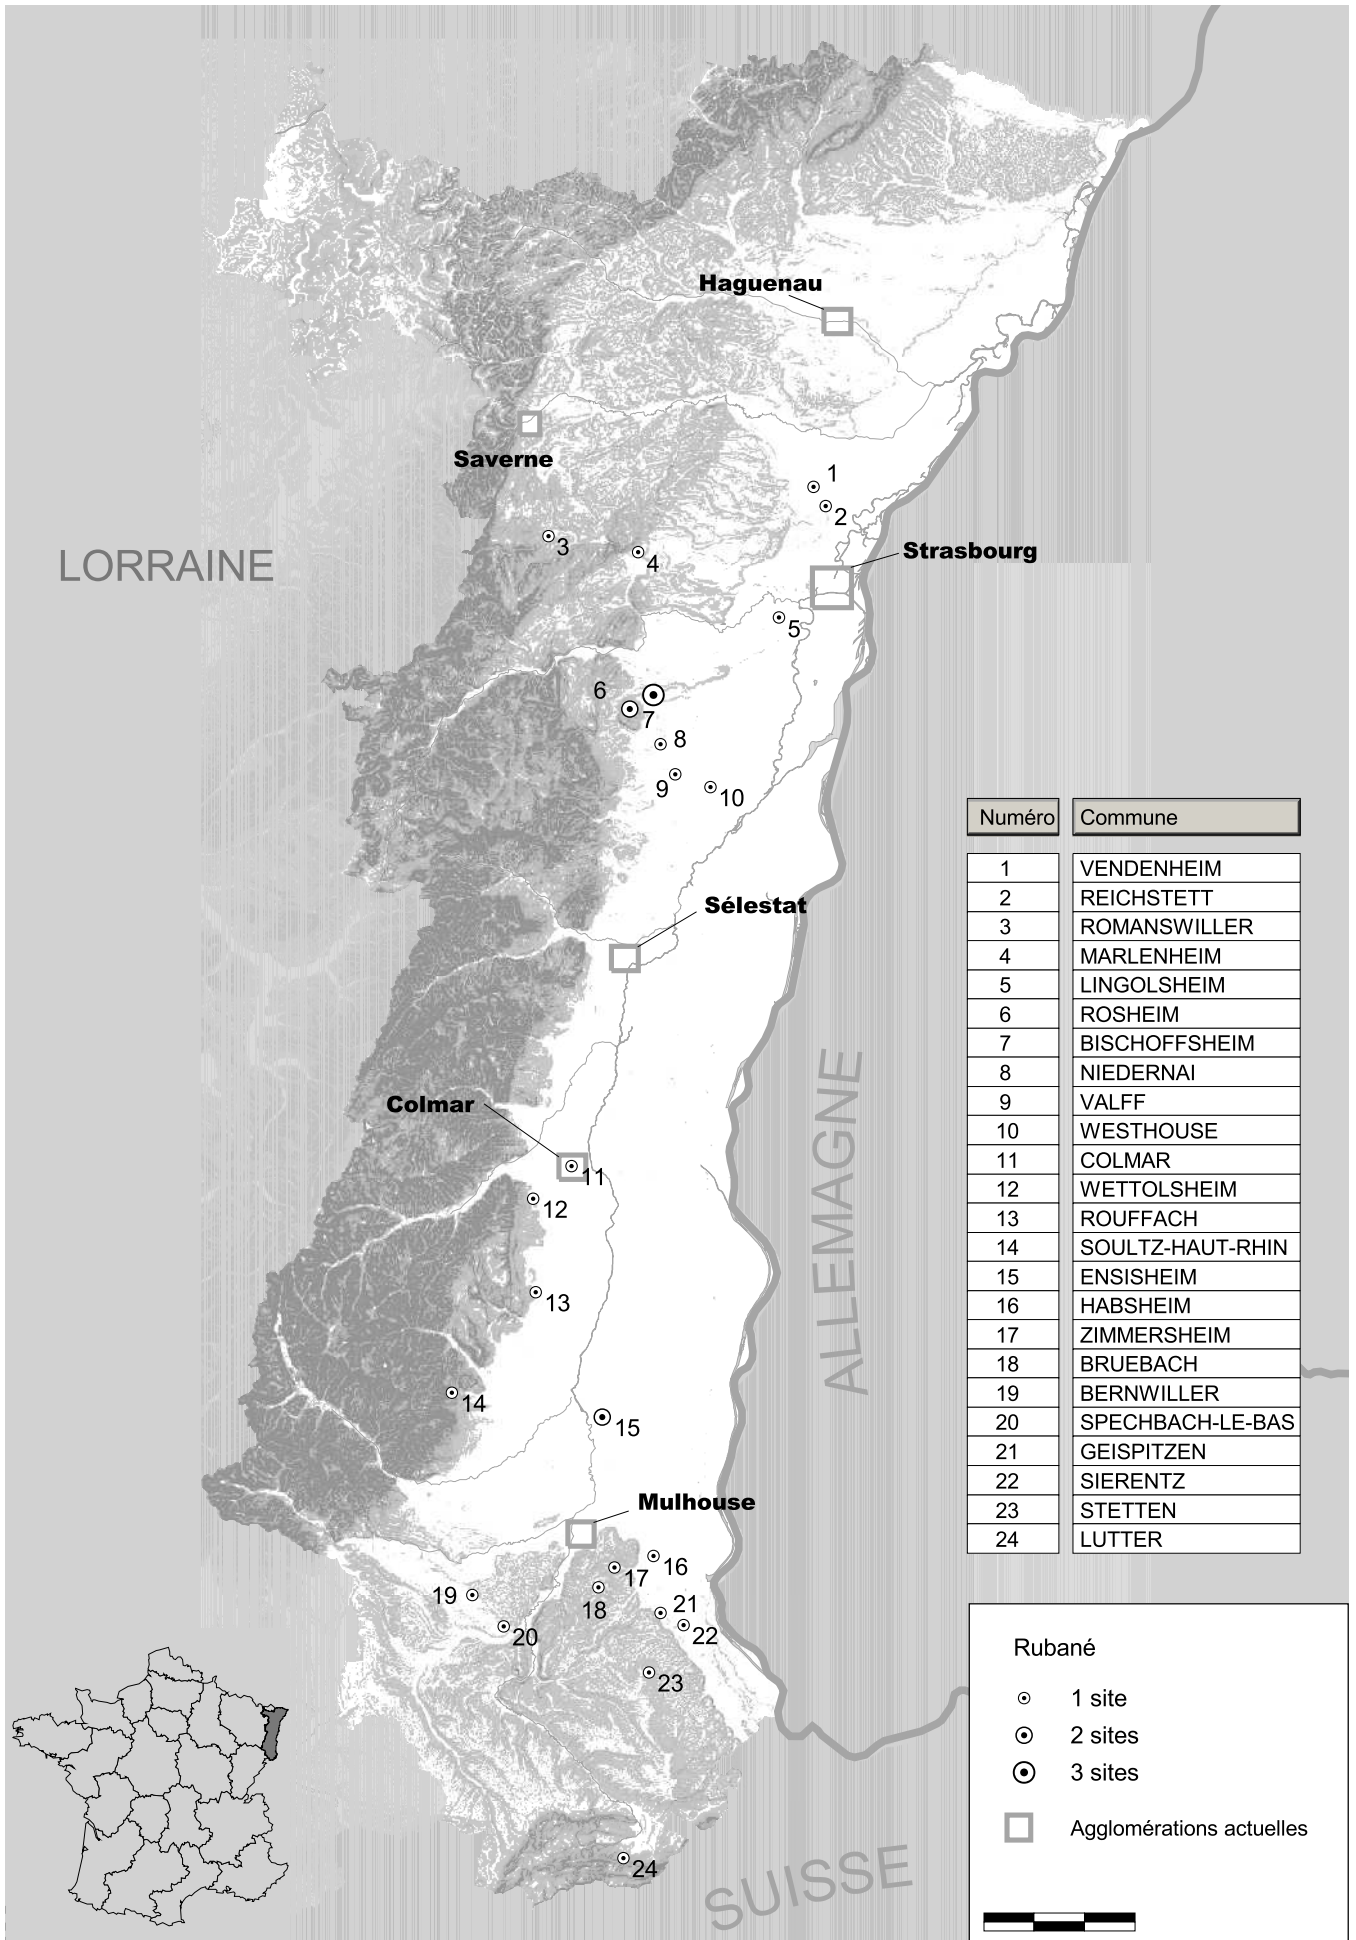 Haguenau
Saverne
1
2
3
4
LORRAINE
Strasbourg
5
6
7
8
9
10
Numéro Commune
1 VENDENHEIM
2 REICHSTETT
3 ROMANSWILLER
4 MARLENHEIM
5 LINGOLSHEIM
6 ROSHEIM
7 BISCHOFFSHEIM
8 NIEDERNAI
9 VALFF
10 WESTHOUSE
11 COLMAR
12 WETTOLSHEIM
13 ROUFFACH
14 SOULTZ-HAUT-RHIN
15 ENSISHEIM
16 HABSHEIM
17 ZIMMERSHEIM
18 BRUEBACH
19 BERNWILLER
20 SPECHBACH-LE-BAS
21 GEISPITZEN
22 SIERENTZ
23 STETTEN
24 LUTTER
Sélestat
ALLEMAGNE
Colmar
11
12
13
14
15
Mulhouse
16
17
18
19
20
21
22
23
24
SUISSE
Rubané
1 site
2 sites
3 sites
Agglomérations actuelles